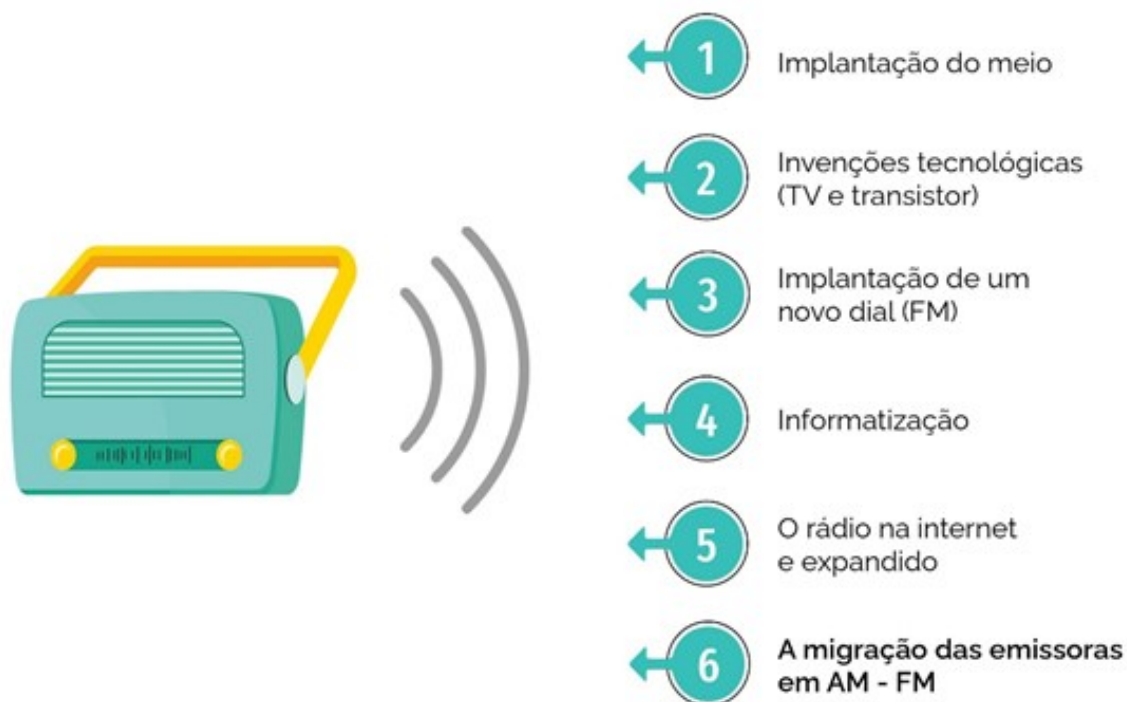 1
Implantação do meio
2
Invenções tecnológicas
(TV e transistor)
3
Implantação de um
novo dial (FM)
4
Informatização
5
O rádio na internet
e expandido
6
A migração das emissoras
em AM - FM